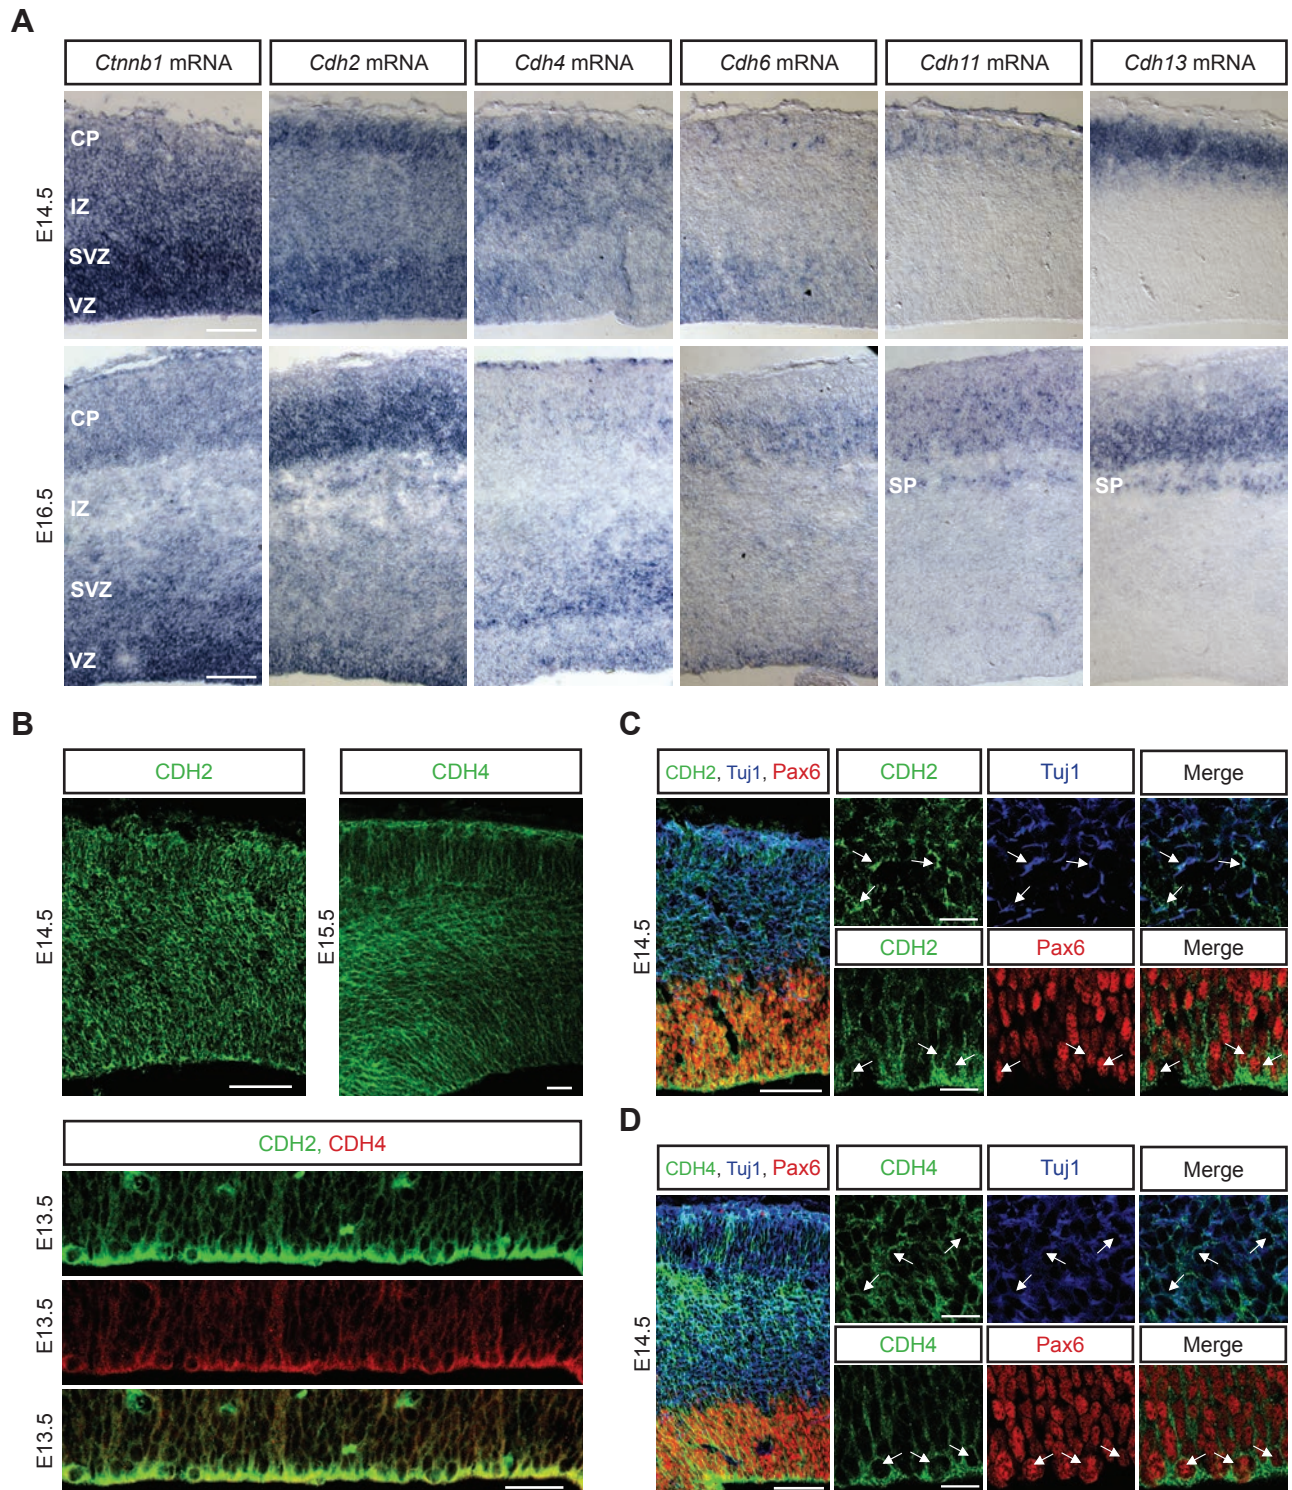 A
Ctnnb1 mRNA
Cdh2 mRNA
Cdh4 mRNA
Cdh6 mRNA
Cdh11 mRNA
Cdh13 mRNA
E14.5
CP
IZ
SVZ
VZ
E16.5
CP
IZ
SVZ
VZ
SP
SP
B
CDH2
CDH4
E14.5
E15.5
CDH2, CDH4
E13.5
E13.5
E13.5
C
CDH2, Tuj1, Pax6
CDH2
Tuj1
Merge
E14.5
CDH2
Pax6
Merge
D
CDH4, Tuj1, Pax6
CDH4
Tuj1
Merge
E14.5
CDH4
Pax6
Merge